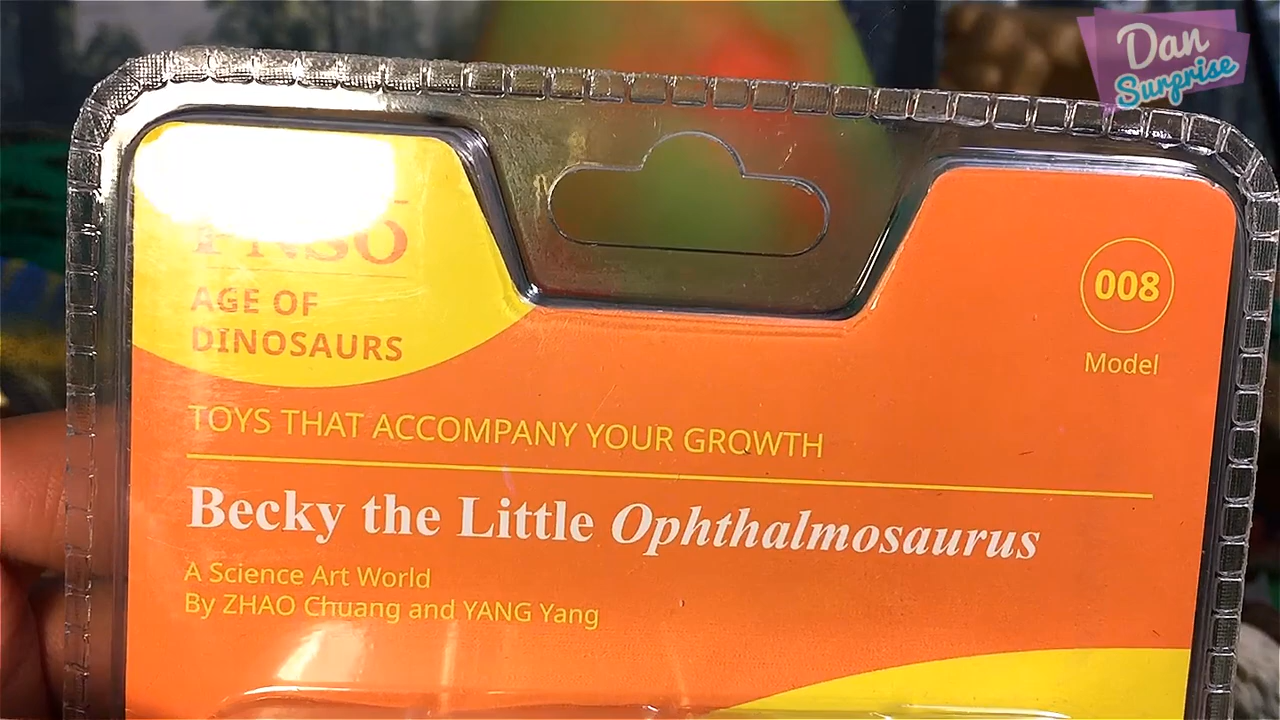 Dan
Surprise
PNSO
AGE OF
DINOSAURS
008
Model
TOYS THAT ACCOMPANY YOUR GROWTH
Becky the Little Ophthalmosaurus
A Science Art World
By ZHAO Chuang and YANG Yang